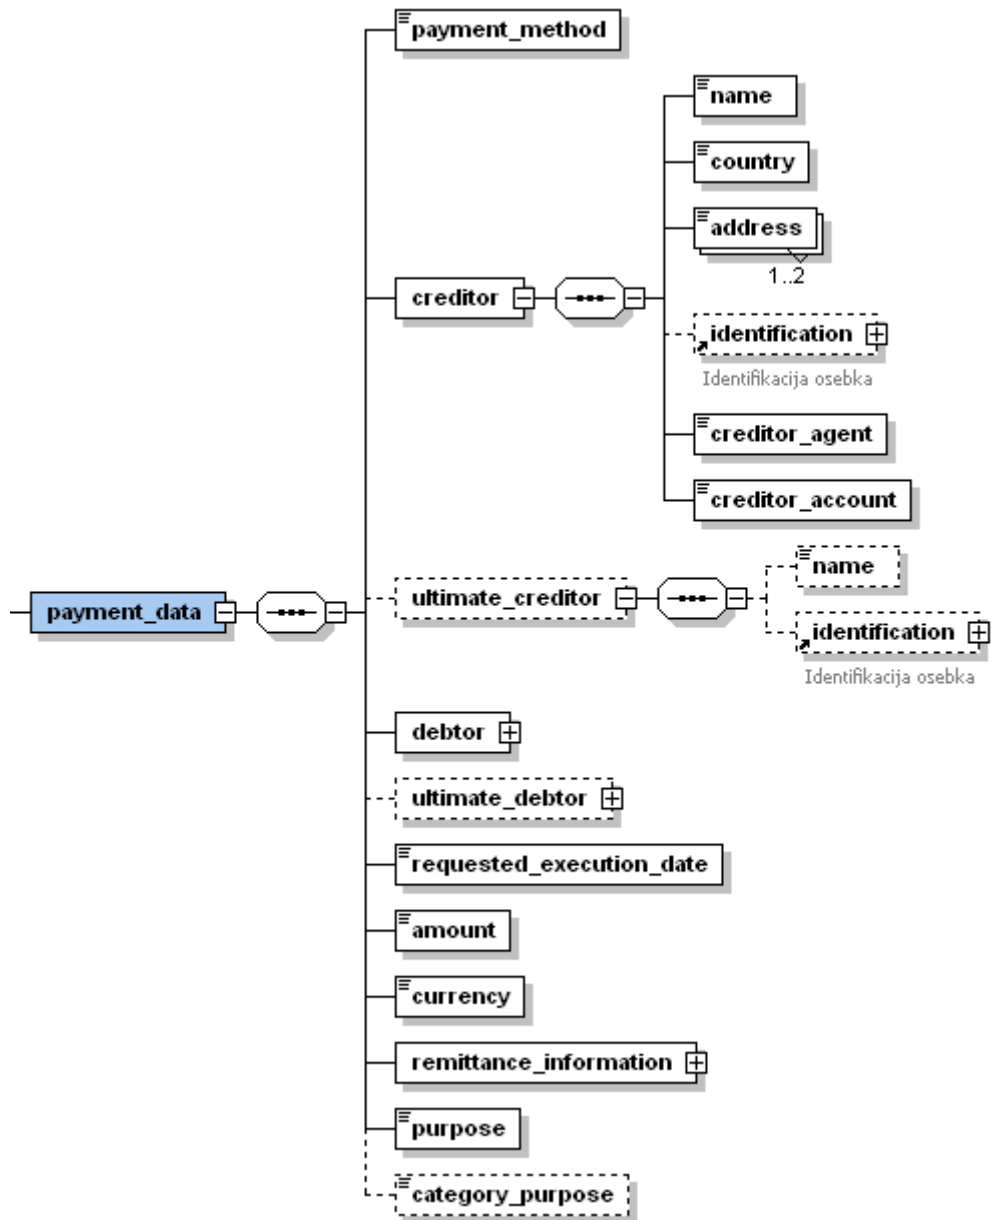 payment_method
name
country
address
1..2
creditor
identification
Identifikacija osebka
creditor_agent
creditor_account
name
ultimate_creditor
payment_data
identification
Identifikacija osebka
debtor
ultimate_debtor
requested_execution_date
amount
currency
remittance_information
purpose
category_purpose